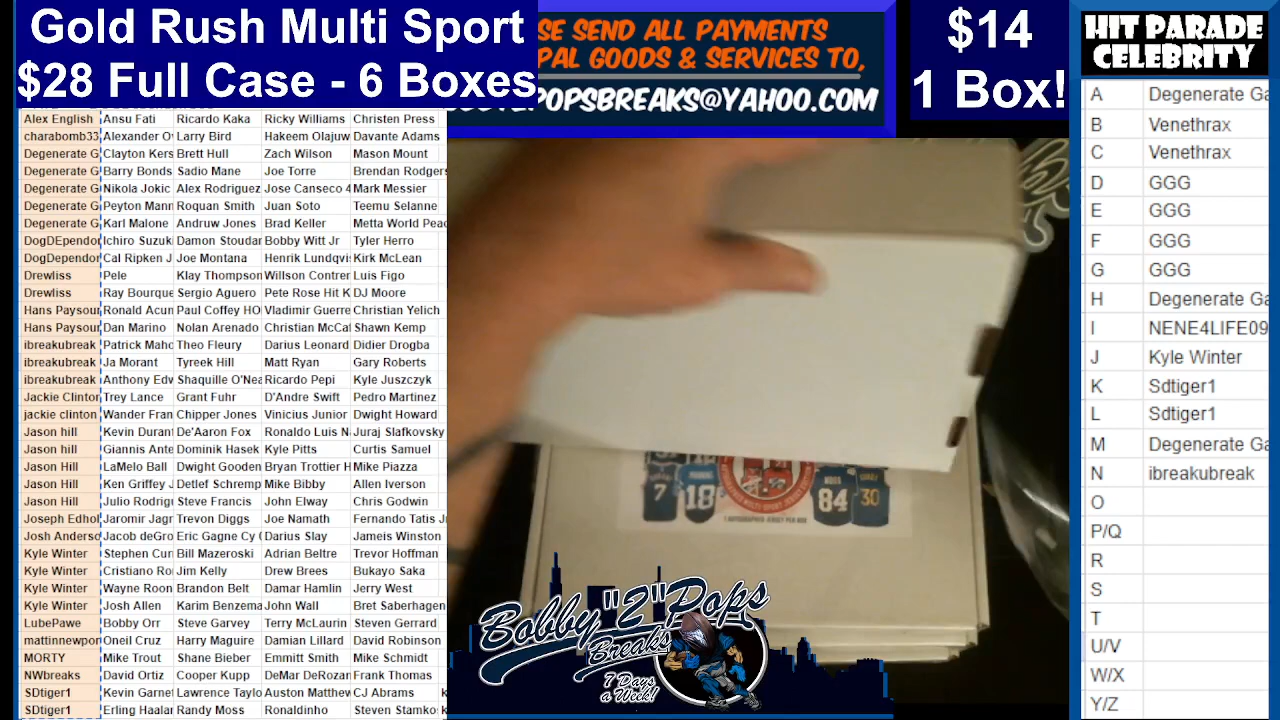 Gold Rush Multi Sport
$28 Full Case - 6 Boxes
SE SEND ALL PAYMENTS
PAL GOODS & SERVICES TO,
POPSBREAKS@YAHOO.COM
$14
1 Box!
HIT PARADE
CELEBRITY
Alex English Ansu Fati Ricardo Kaka Ricky Williams Christen Press
charabomb33 Alexander O Larry Bird Hakeem Olajuw Davante Adams
Degenerate G Clayton Kers Brett Hull Zach Wilson Mason Mount
Degenerate G Barry Bonds Sadio Mane Joe Torre Brendan Rodgers
Degenerate G Nikola Jokic Alex Rodriguez Jose Canseco 4 Mark Messier
Degenerate G Peyton Mann Roquan Smith Juan Soto Teemu Selanne
Degenerate G Karl Malone Andruw Jones Brad Keller Metta World Peac
DogDEpendor Ichiro Suzuk Damon Stoudar Bobby Witt Jr Tyler Herro
DogDependor Cal Ripken J Joe Montana Henrik Lundqvi Kirk McLean
Drewliss Pele Klay Thompson Willson Contrer Luis Figo
Drewliss Ray Bourque Sergio Aguero Pete Rose Hit K DJ Moore
Hans Paysour Ronald Acun Paul Coffey HO Vladimir Guerre Christian Yelich
Hans Paysour Dan Marino Nolan Arenado Christian McCaf Shawn Kemp
ibreakubreak Patrick Maho Theo Fleury Darius Leonard Didier Drogba
ibreakubreak Ja Morant Tyreek Hill Matt Ryan Gary Roberts
ibreakubreak Anthony Edw Shaquille O'Nea Ricardo Pepi Kyle Juszczyk
Jackie Clinton Trey Lance Grant Fuhr D'Andre Swift Pedro Martinez
jackie clinton Wander Fran Chipper Jones Vinicius Junior Dwight Howard
Jason hill Kevin Duran De'Aaron Fox Ronaldo Luis N Juraj Slafkovsky
Jason hill Giannis Ante Dominik Hasek Kyle Pitts Curtis Samuel
Jason Hill LaMelo Ball Dwight Gooden Bryan Trottier H Mike Piazza
Jason Hill Ken Griffey J Detlef Schremp Mike Bibby Allen Iverson
Jason Hill Julio Rodrig Steve Francis John Elway Chris Godwin
Joseph Edhol Jaromir Jagr Trevon Diggs Joe Namath Fernando Tatis J
Josh Anderso Jacob deGro Eric Gagne Cy Darius Slay Jameis Winston
Kyle Winter Stephen Cur Bill Mazeroski Adrian Beltre Trevor Hoffman
Kyle Winter Cristiano Ro Jim Kelly Drew Brees Bukayo Saka
Kyle Winter Wayne Roon Brandon Belt Damar Hamlin Jerry West
Kyle Winter Josh Allen Karim Benzema John Wall Bret Saberhagen
LubePawe Bobby Orr Steve Garvey Terry McLaurin Steven Gerrard
mattinnewpor Oneil Cruz Harry Maguire Damian Lillard David Robinson
MORTY Mike Trout Shane Bieber Emmitt Smith Mike Schmidt
NWbreaks David Ortiz Cooper Kupp DeMar DeRozan Frank Thomas
SDtiger1 Kevin Garne Lawrence Taylo Auston Matthew CJ Abrams k
SDtiger1 Erling Haalan Randy Moss Ronaldinho Steven Stamko k
7 18 84 30
1 AUTOGRAPHED JERSEY PER BOX
Bobby "2" Pops
Breaks
7 Days
a Week!
A Degenerate Ga
B Venethrax
C Venethrax
D GGG
E GGG
F GGG
G GGG
H Degenerate Ga
I NENE4LIFE09
J Kyle Winter
K Sdtiger1
L Sdtiger1
M Degenerate Ga
N ibreakubreak
O
P/Q
R
S
T
U/V
W/X
Y/Z